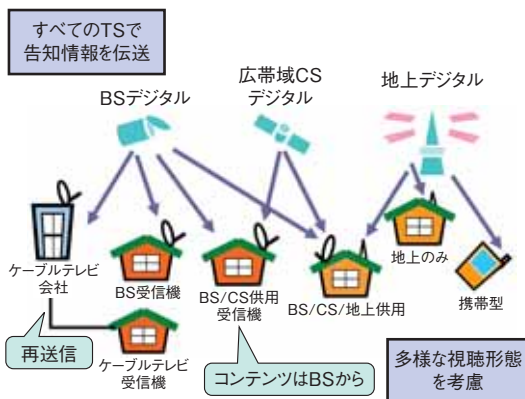 すべてのTSで
告知情報を伝送
BSデジタル
広帯域CS
デジタル
地上デジタル
ケーブルテレビ
会社
BS受信機
BS/CS供用
受信機
BS/CS/地上供用
地上のみ
携帯型
再送信
ケーブルテレビ
受信機
コンテンツはBSから
多様な視聴形態
を考慮